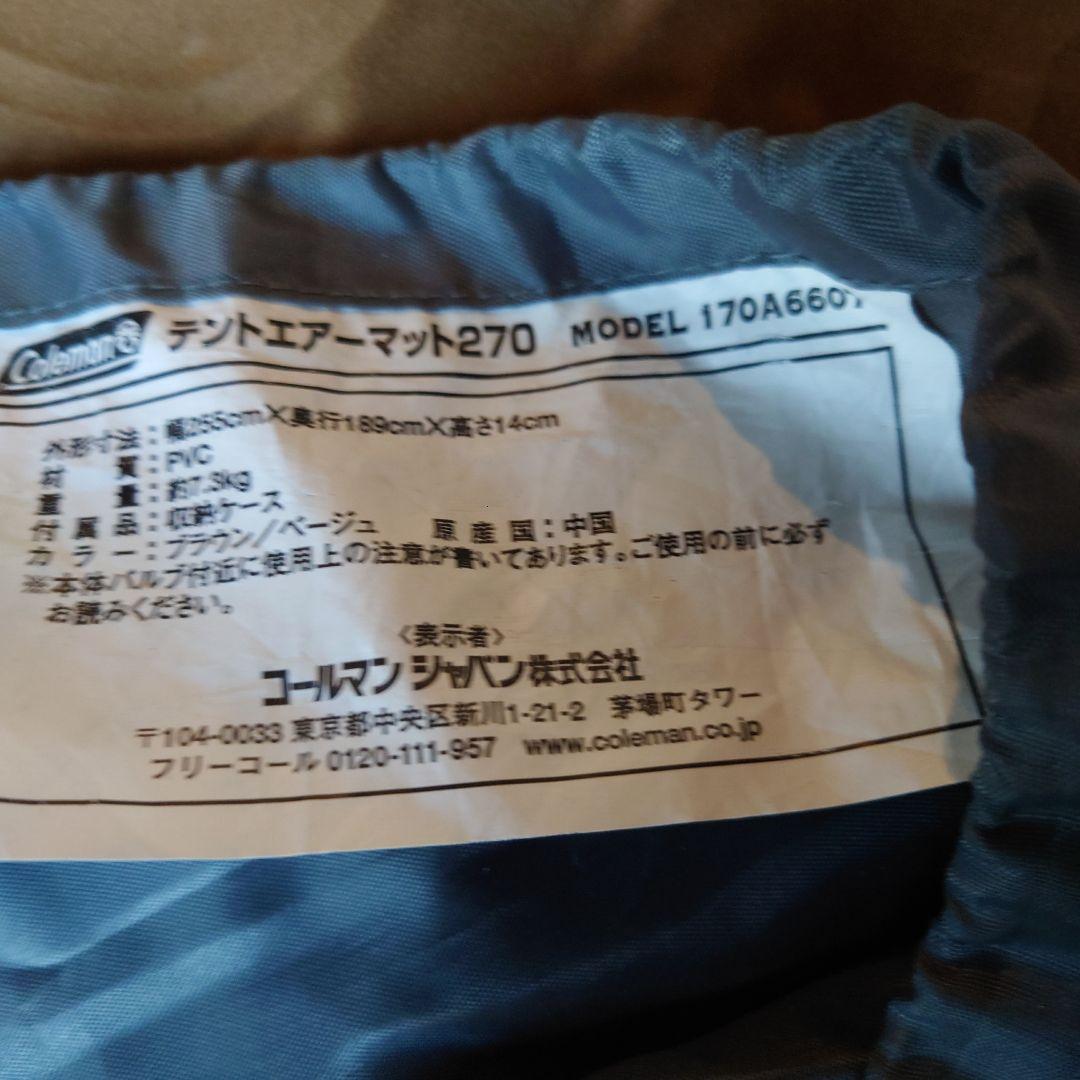 Coleman® テントエアーマット270 MODEL 170A6607
外形寸法：幅255cm×奥行189cm×高さ14cm
材 質：PVC
重 量：約7.3kg
付属品：収納ケース
カラー：ブラウン/ベージュ 原産国：中国
※本体バルブ付近に使用上の注意が書いてあります。ご使用の前に必ず
お読みください。
〈表示者〉
コールマン ジャパン株式会社
〒104-0033 東京都中央区新川1-21-2 茅場町タワー
フリーコール 0120-111-957 www.coleman.co.jp